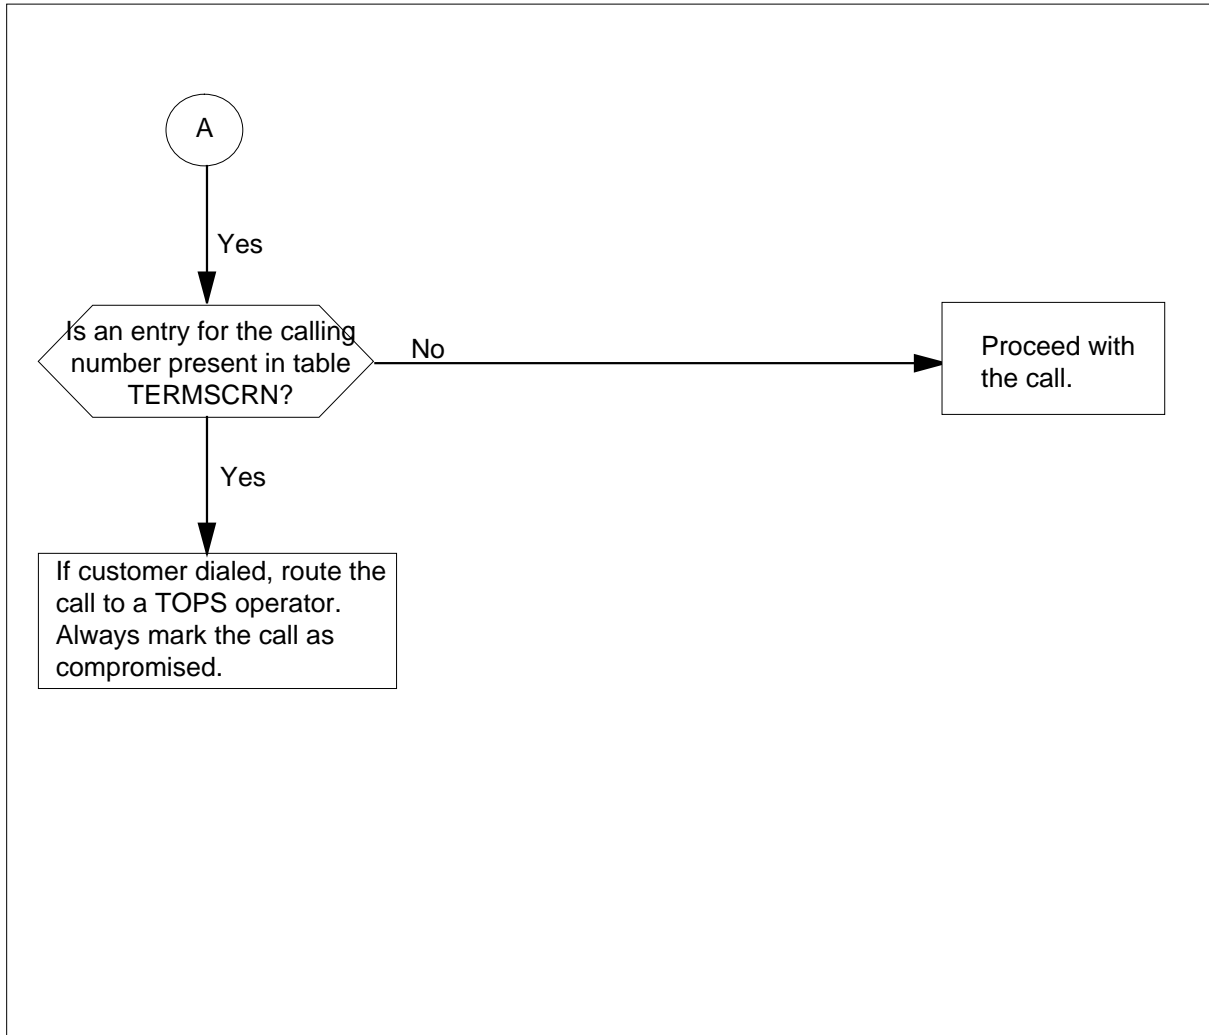 A
Yes
Is an entry for the calling
number present in table
TERMSCRN?
No
Proceed with
the call.
Yes
If customer dialed, route the
call to a TOPS operator.
Always mark the call as
compromised.